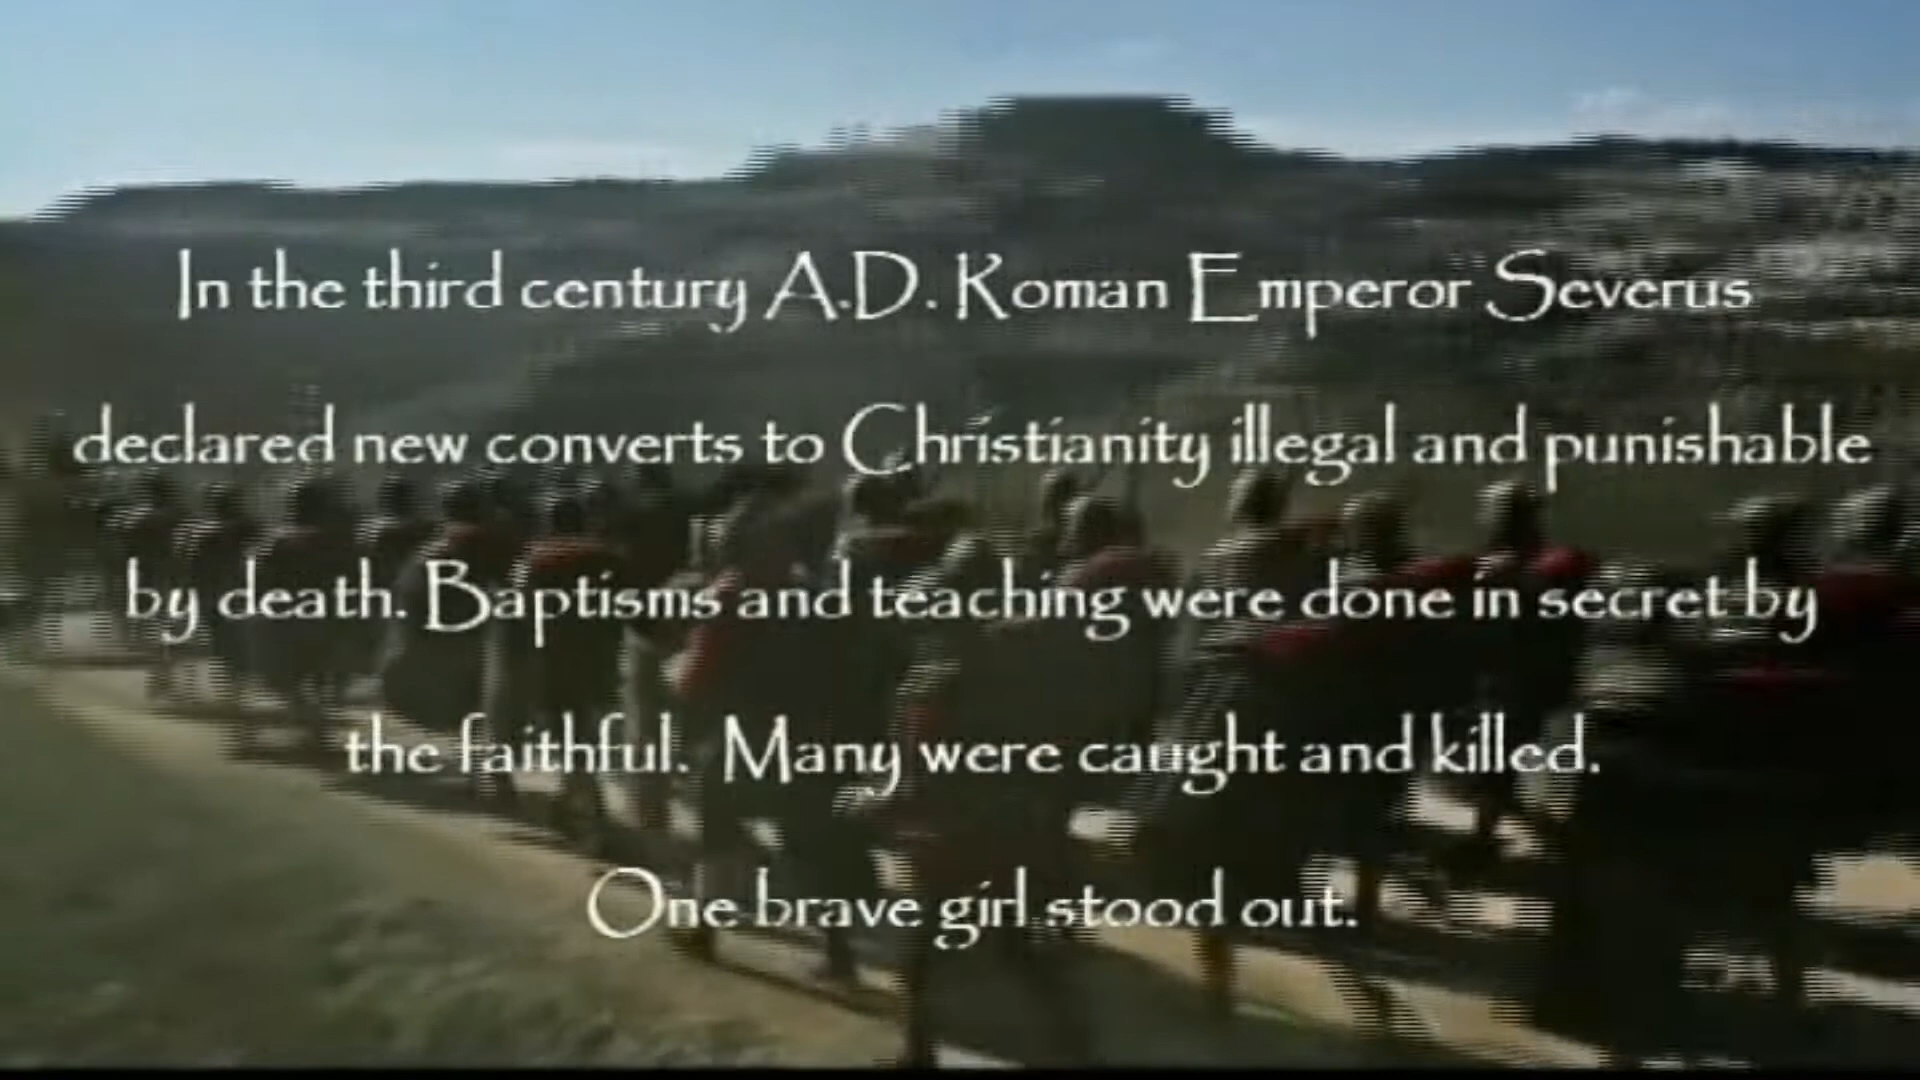 In the third century A.D. Roman Emperor Severus
declared new converts to Christianity illegal and punishable
by death. Baptisms and teaching were done in secret by
the faithful. Many were caught and killed.
One brave girl stood out.